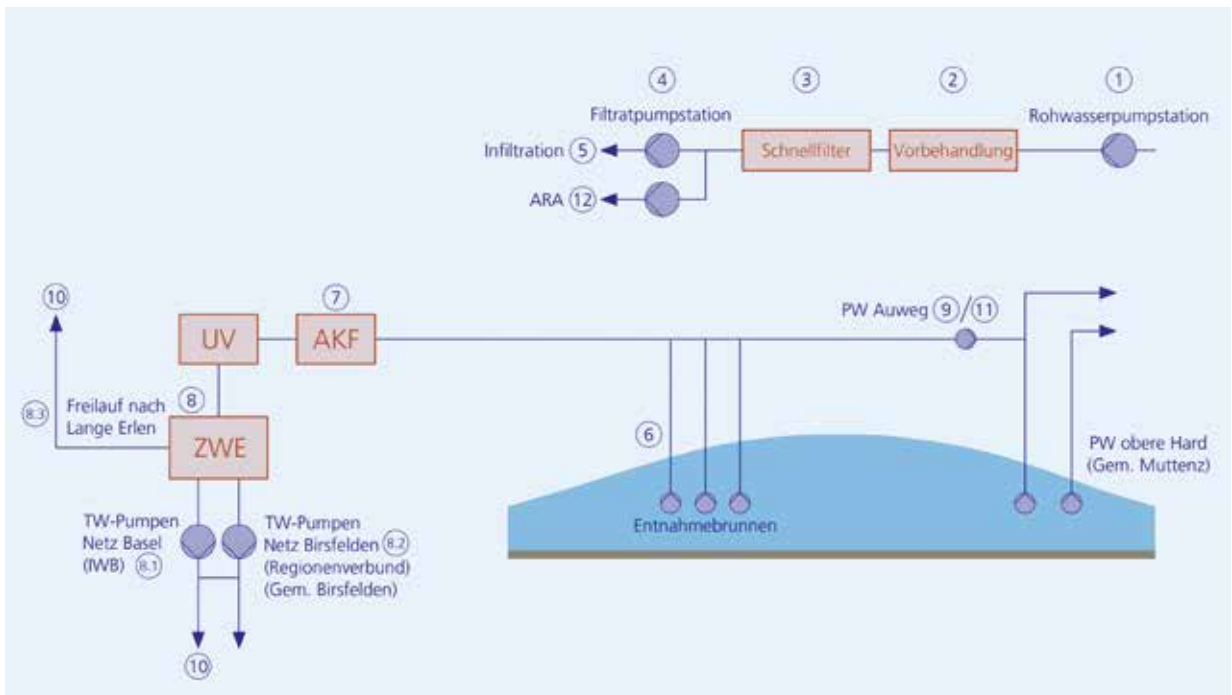 4
3
2
1
Filtratpumpstation
Rohwasserpumpstation
Infiltration 5
Schnellfilter
Vorbehandlung
ARA 12
10
7
PW Auweg 9/11
UV
AKF
8.3
Freilauf nach
Lange Erlen
8
ZWE
6
PW obere Hard
(Gem. Muttenz)
Entnahmebrunnen
TW-Pumpen
Netz Basel
(IWB) 8.1
TW-Pumpen
Netz Birsfelden 8.2
(Regionenverbund)
(Gem. Birsfelden)
10